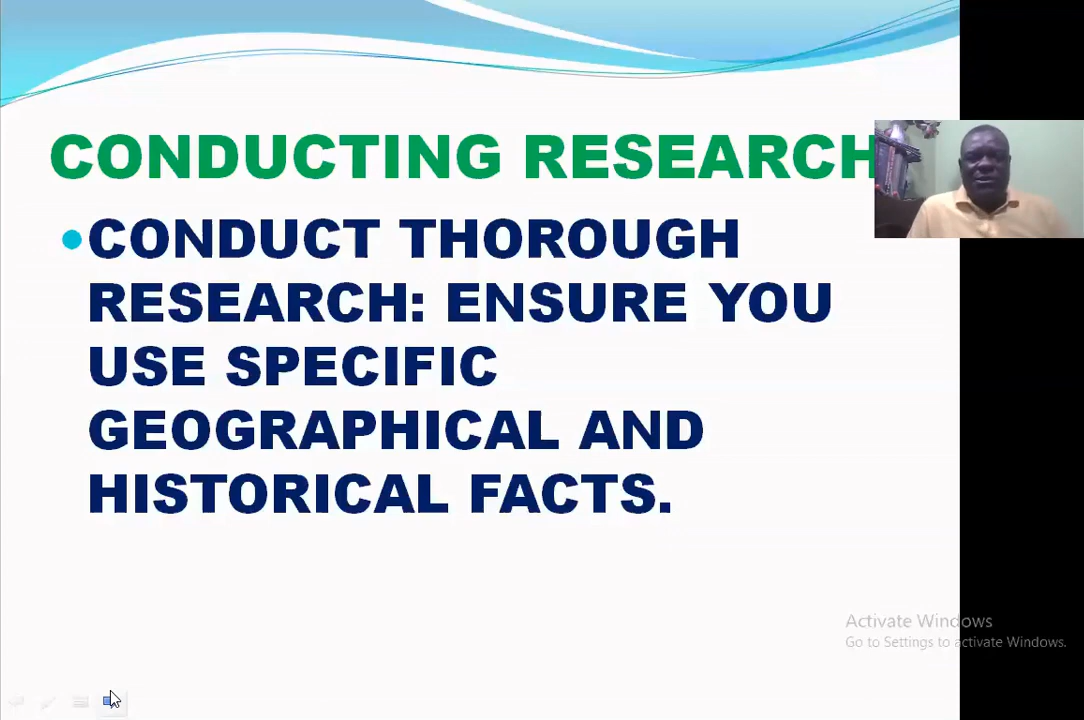 CONDUCTING RESEARCH
•CONDUCT THOROUGH
RESEARCH: ENSURE YOU
USE SPECIFIC
GEOGRAPHICAL AND
HISTORICAL FACTS.
Activate Windows
Go to Settings to activate Windows.